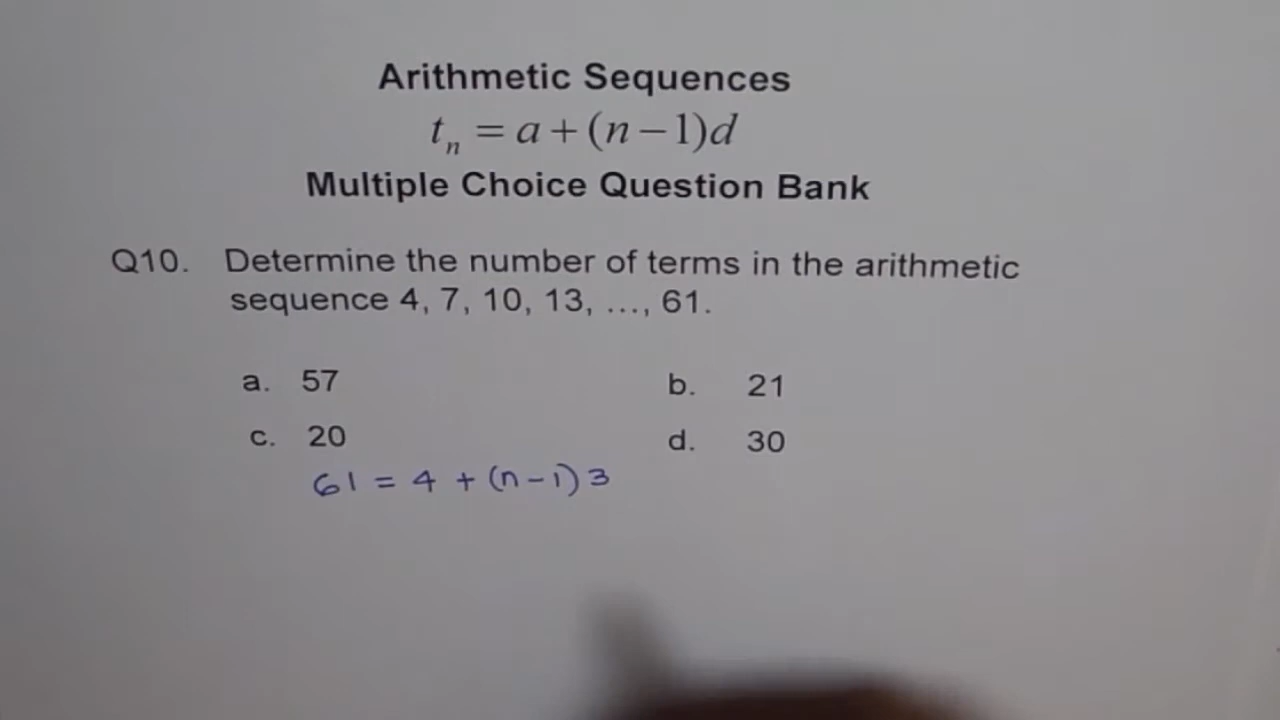 Arithmetic Sequences
tₙ = a + (n − 1)d
Multiple Choice Question Bank
Q10. Determine the number of terms in the arithmetic
sequence 4, 7, 10, 13, ..., 61.
a. 57 b. 21
c. 20 d. 30
61 = 4 + (n - 1) 3